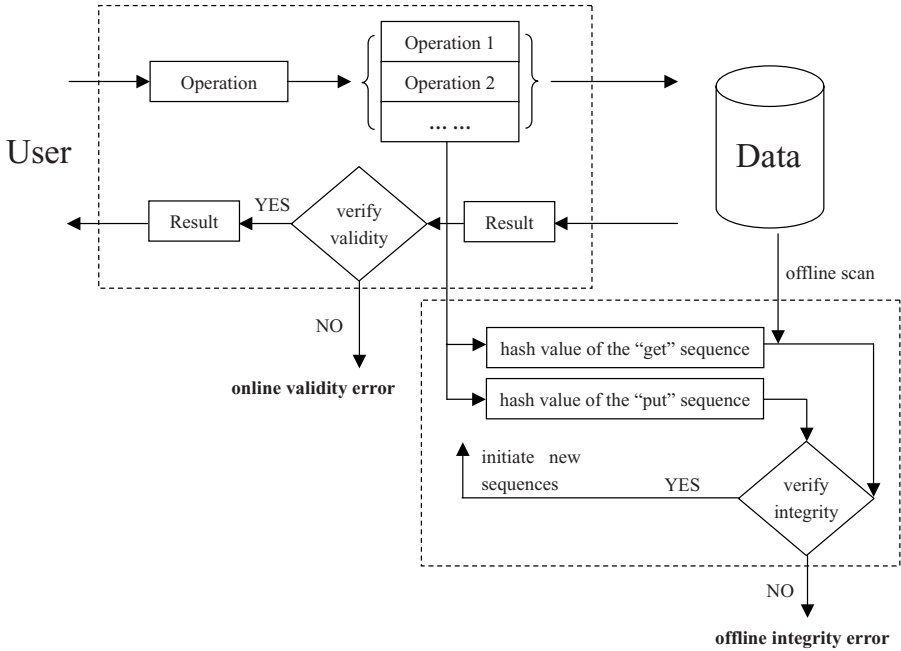 Operation 1
Operation
Operation 2
… …
User
Data
YES
Result
verify
validity
Result
offline scan
NO
hash value of the “get” sequence
online validity error
hash value of the “put” sequence
initiate new
sequences
YES
verify
integrity
NO
offline integrity error